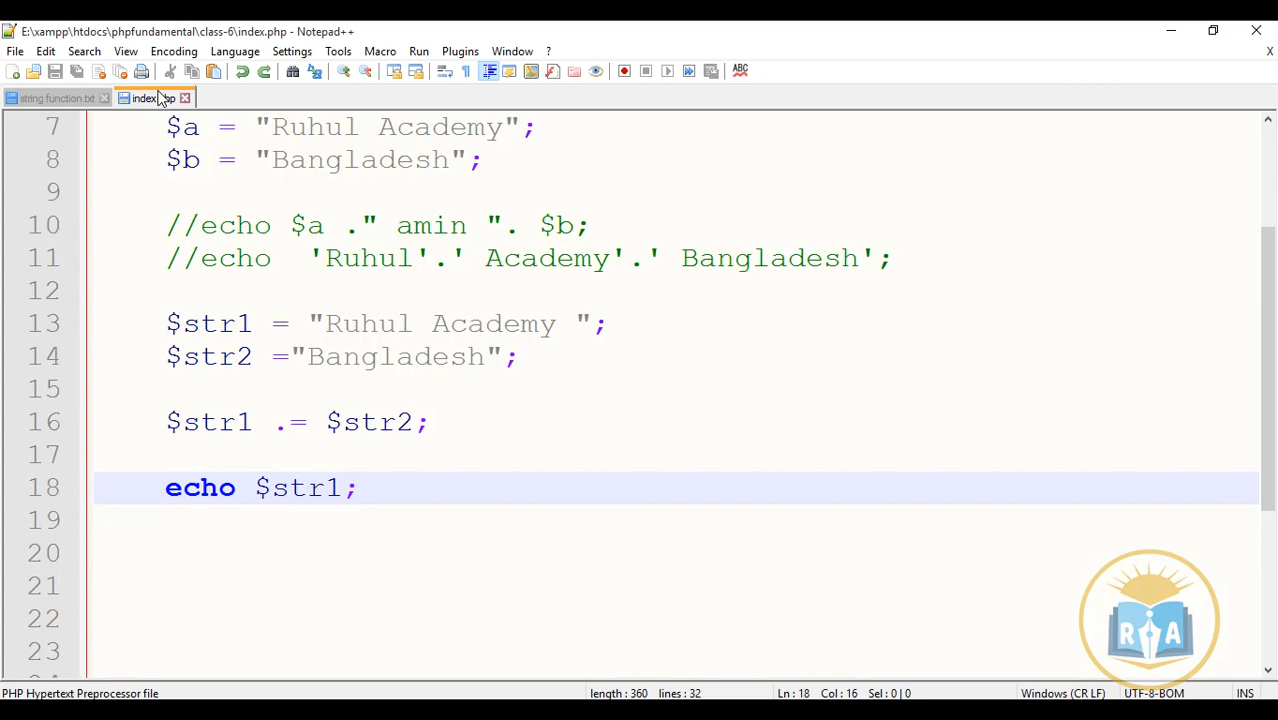 E:\xampp\htdocs\phpfundamental\class-6\index.php - Notepad++
File Edit Search View Encoding Language Settings Tools Macro Run Plugins Window ? X
ABC
string function.txt index.php
7 $a = "Ruhul Academy";
8 $b = "Bangladesh";
9
10 //echo $a ." amin ". $b;
11 //echo 'Ruhul'.' Academy'.' Bangladesh';
12
13 $str1 = "Ruhul Academy ";
14 $str2 ="Bangladesh";
15
16 $str1 .= $str2;
17
18 echo $str1;
19
20
21
22
23
R A
PHP Hypertext Preprocessor file length : 360 lines : 32 Ln : 18 Col : 16 Sel : 0 | 0 Windows (CR LF) UTF-8-BOM INS